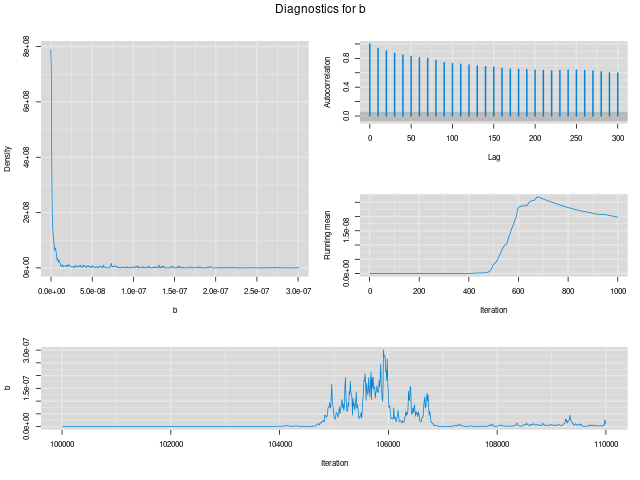 Diagnostics for b
Density
0e+00
2e+08
4e+08
6e+08
8e+08
0.0e+00 5.0e-08 1.0e-07 1.5e-07 2.0e-07 2.5e-07 3.0e-07
b
Autocorrelation
0.0 0.4 0.8
0 50 100 150 200 250 300
Lag
Running mean
0.0e+00 1.5e-08
0 200 400 600 800 1000
Iteration
b
0.0e+00 1.5e-07 3.0e-07
100000 102000 104000 106000 108000 110000
Iteration